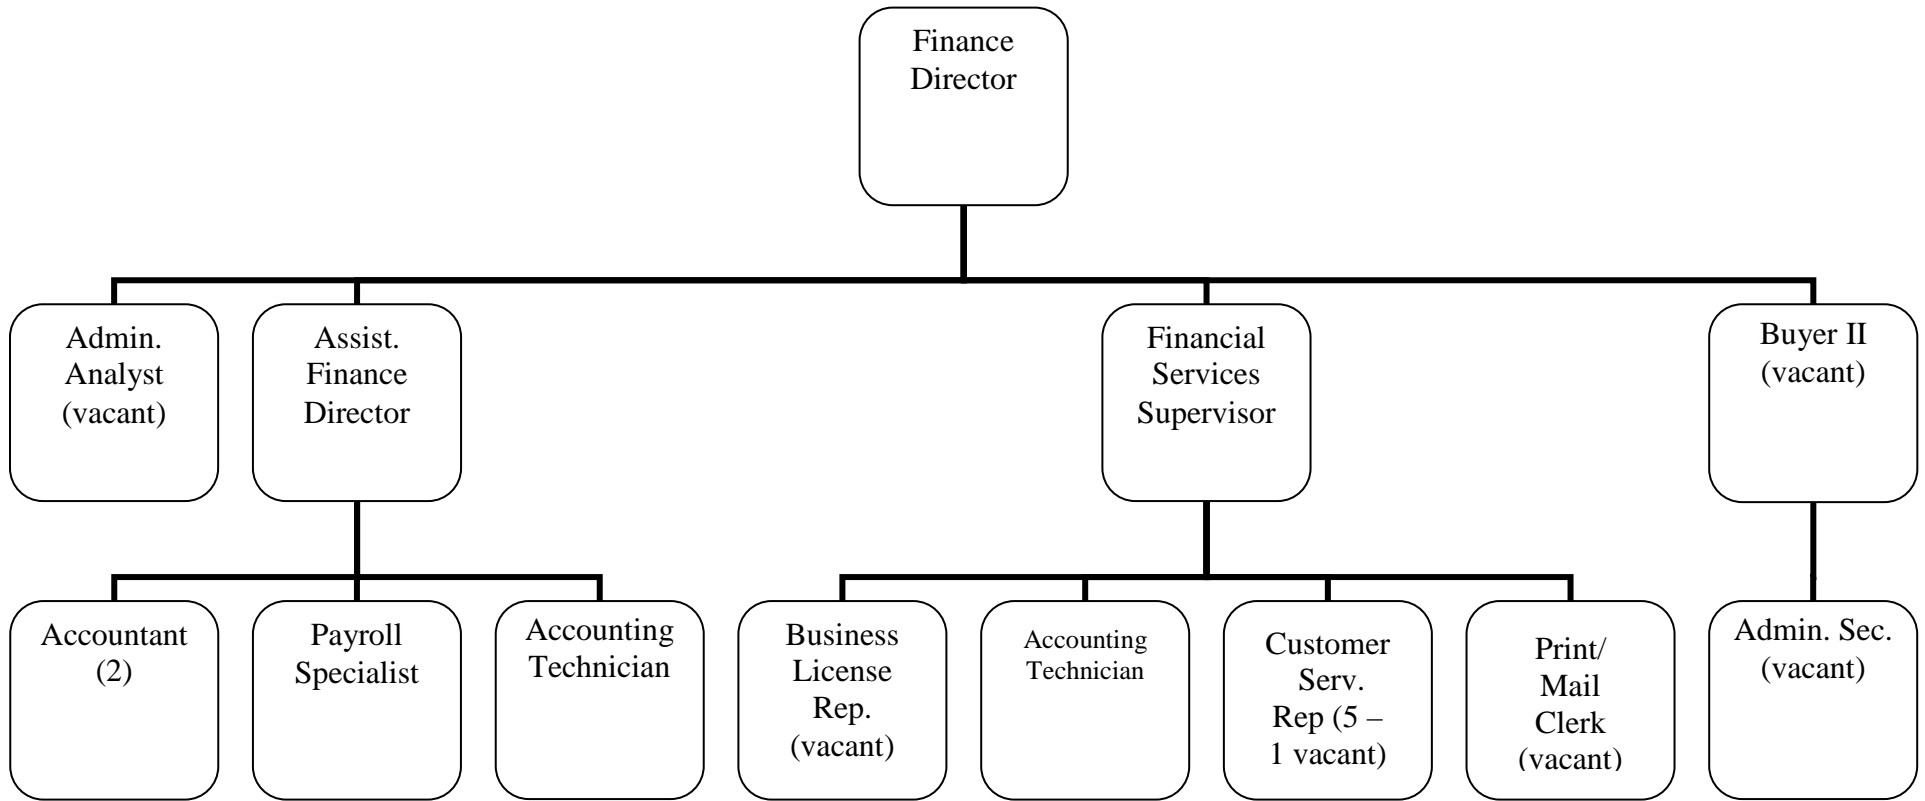 Finance
Director
Admin.
Analyst
(vacant)
Assist.
Finance
Director
Financial
Services
Supervisor
Buyer II
(vacant)
Accountant
(2)
Payroll
Specialist
Accounting
Technician
Business
License
Rep.
(vacant)
Accounting
Technician
Customer
Serv.
Rep (5 –
1 vacant)
Print/
Mail
Clerk
(vacant)
Admin. Sec.
(vacant)